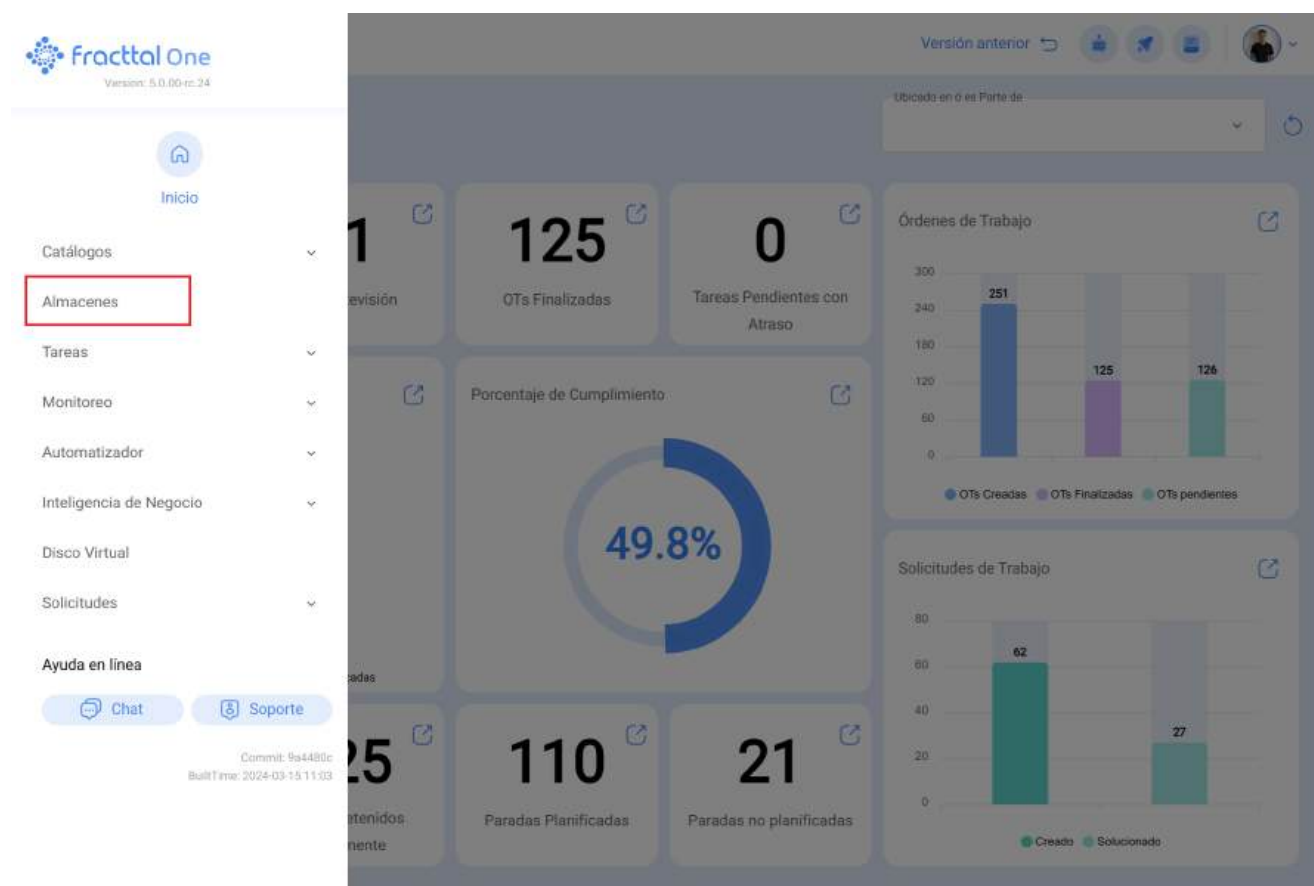 Fracttal One
Version: 5.0.00-rc.24
Inicio
Catálogos
Almacenes
Tareas
Monitoreo
Automatizador
Inteligencia de Negocio
Disco Virtual
Solicitudes
Ayuda en línea
Chat
Soporte
Commit: 9a4480c
BuiltTime: 2024-03-15 11:03
Versión anterior
Ubicado en ó es Parte de
1
evisión
125
OTs Finalizadas
0
Tareas Pendientes con
Atraso
Órdenes de Trabajo
300
240
180
120
60
0
251
125
126
OTs Creadas OTs Finalizadas OTs pendientes
Porcentaje de Cumplimiento
49.8%
cadas
Solicitudes de Trabajo
80
60
40
20
0
62
27
Creado Solucionado
25
etenidos
nente
110
Paradas Planificadas
21
Paradas no planificadas